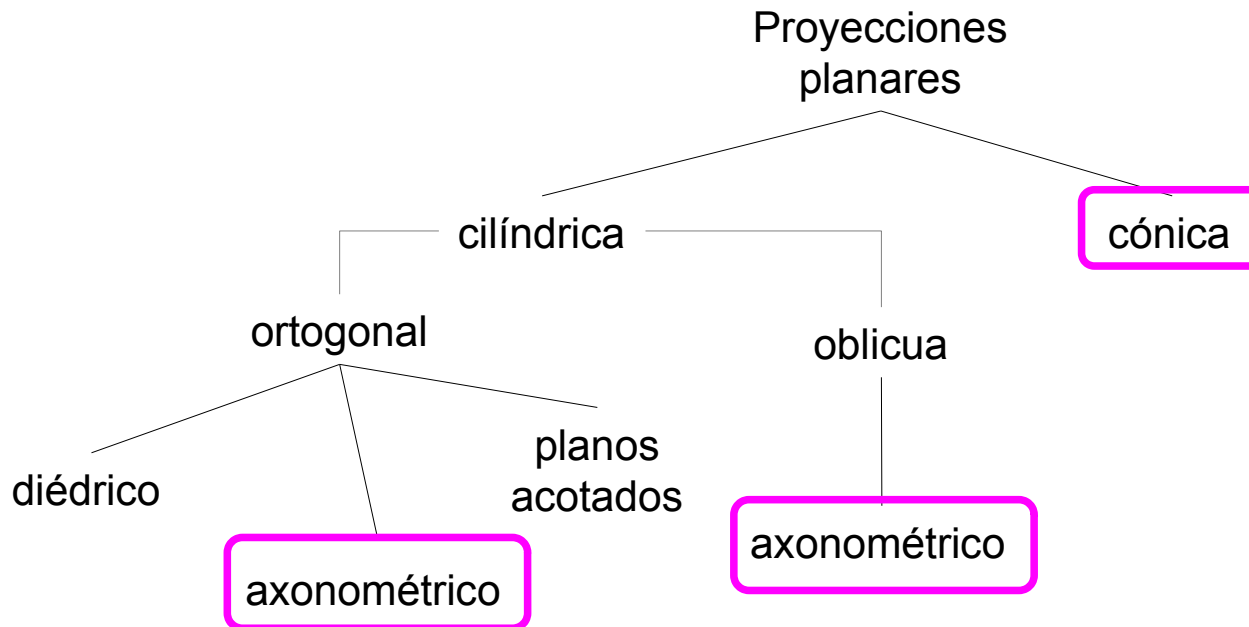 Proyecciones
planares
cilíndrica
cónica
ortogonal
oblicua
diédrico
axonométrico
planos
acotados
axonométrico